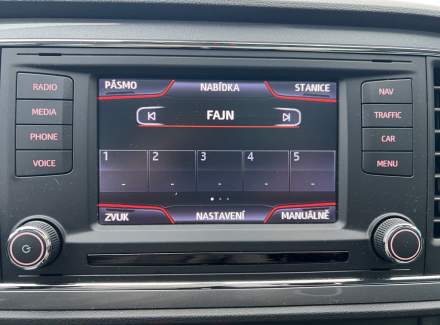 RADIO
MEDIA
PHONE
VOICE
PÁSMO NABÍDKA STANICE
FAJN
1 2 3 4 5
- - - - -
ZVUK NASTAVENÍ MANUÁLNĚ
NAV
TRAFFIC
CAR
MENU